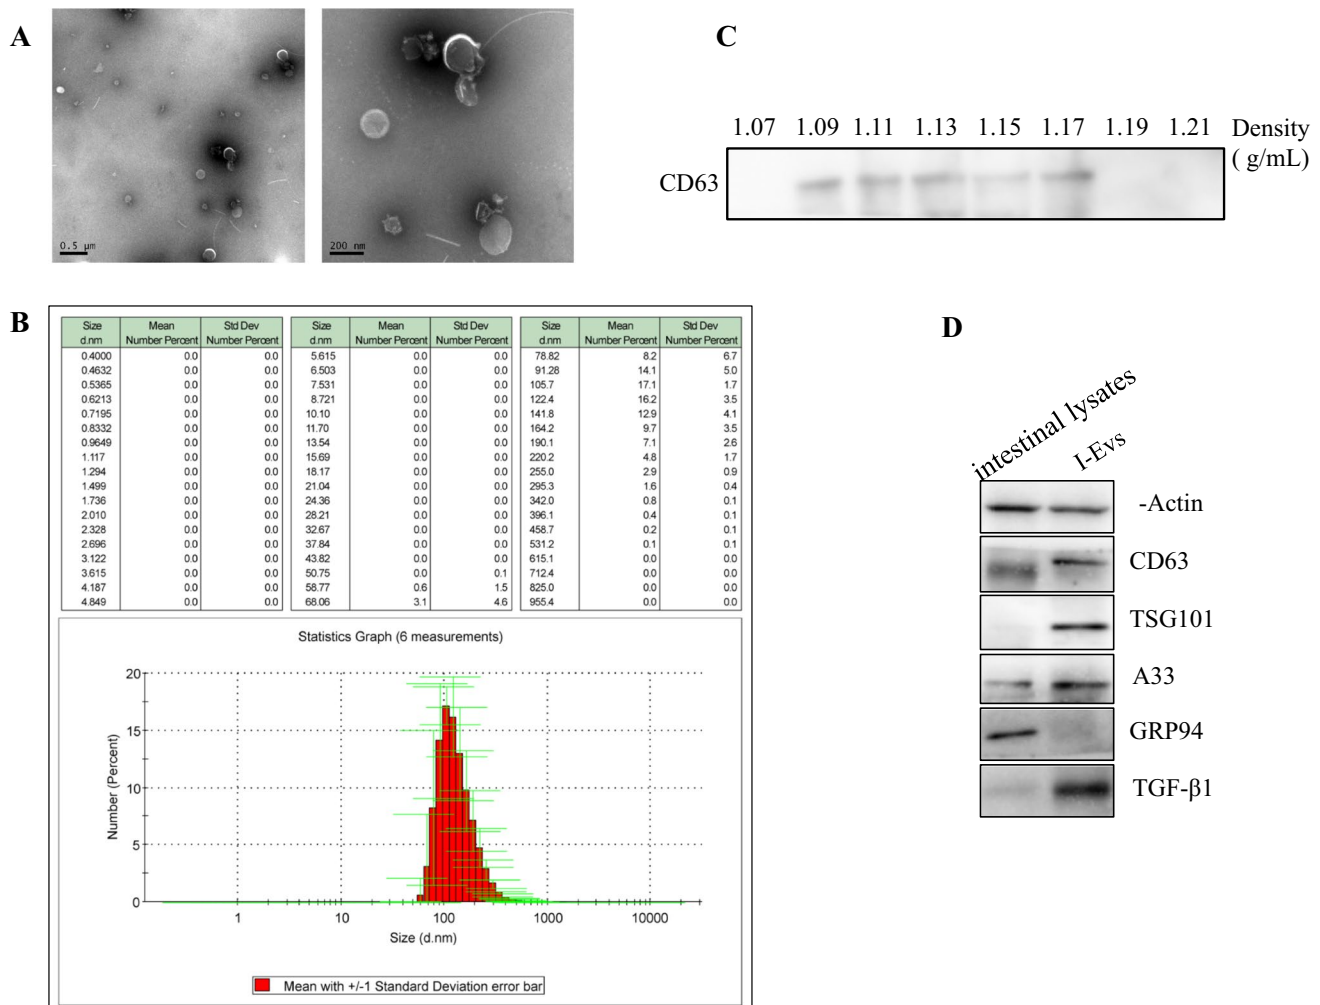 A
0.5 µm
200 nm
C
1.07 1.09 1.11 1.13 1.15 1.17 1.19 1.21 Density
( g/mL)
CD63
B
Size Mean Std Dev Size Mean Std Dev Size Mean Std Dev
d.nm Number Percent Number Percent d.nm Number Percent Number Percent d.nm Number Percent Number Percent
0.4000 0.0 0.0 5.615 0.0 0.0 78.82 8.2 6.7
0.4632 0.0 0.0 6.503 0.0 0.0 91.28 14.1 5.0
0.5365 0.0 0.0 7.531 0.0 0.0 105.7 17.1 1.7
0.6213 0.0 0.0 8.721 0.0 0.0 122.4 16.2 3.5
0.7195 0.0 0.0 10.10 0.0 0.0 141.8 12.9 4.1
0.8332 0.0 0.0 11.70 0.0 0.0 164.2 9.7 3.5
0.9649 0.0 0.0 13.54 0.0 0.0 190.1 7.1 2.6
1.117 0.0 0.0 15.69 0.0 0.0 220.2 4.8 1.7
1.294 0.0 0.0 18.17 0.0 0.0 255.0 2.9 0.9
1.499 0.0 0.0 21.04 0.0 0.0 295.3 1.6 0.4
1.736 0.0 0.0 24.36 0.0 0.0 342.0 0.8 0.1
2.010 0.0 0.0 28.21 0.0 0.0 396.1 0.4 0.1
2.328 0.0 0.0 32.67 0.0 0.0 458.7 0.2 0.1
2.696 0.0 0.0 37.84 0.0 0.0 531.2 0.1 0.1
3.122 0.0 0.0 43.82 0.0 0.0 615.1 0.0 0.0
3.615 0.0 0.0 50.75 0.0 0.1 712.4 0.0 0.0
4.187 0.0 0.0 58.77 0.6 1.5 825.0 0.0 0.0
4.849 0.0 0.0 68.06 3.1 4.6 955.4 0.0 0.0
Statistics Graph (6 measurements)
Number (Percent)
20
15
10
5
0
1 10 100 1000 10000
Size (d.nm)
Mean with +/-1 Standard Deviation error bar
D
intestinal lysates
I-Evs
-Actin
CD63
TSG101
A33
GRP94
TGF-β1